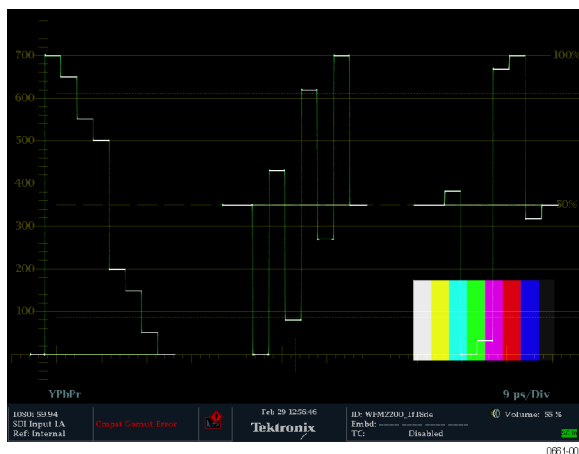 700
100%
600
500
400
50%
300
200
100
YPbPr
9 µs/Div
1080i 59.94
SDI Input 1A
Ref: Internal
Cmpst Gamut Error
Feb 29 12:56:46
Tektronix
ID: WFM2200_1f18de
Embd: ---- ---- ---- ----
TC: Disabled
Volume: 55 %
0661-00